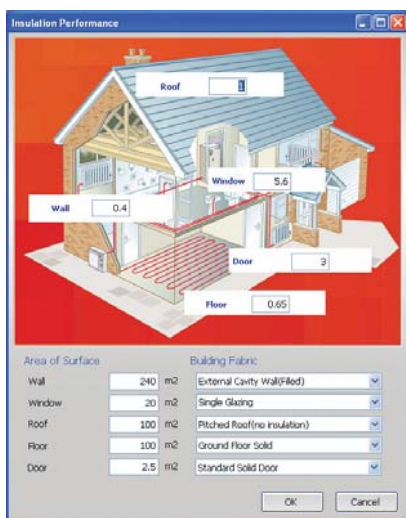 Insulation Performance
Roof 1
Window 5.6
Wall 0.4
Door 3
Floor 0.65
Area of Surface Building Fabric
Wall 240 m2 External Cavity Wall(Filled)
Window 20 m2 Single Glazing
Roof 100 m2 Pitched Roof(no insulation)
Floor 100 m2 Ground Floor Solid
Door 2.5 m2 Standard Solid Door
OK Cancel